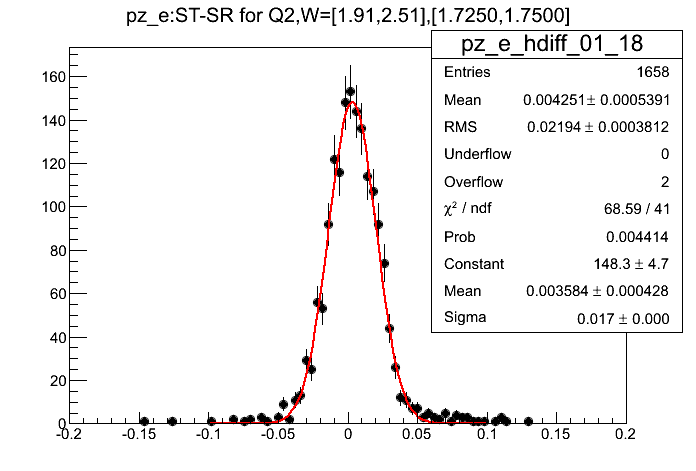 pz_e:ST-SR for Q2,W=[1.91,2.51],[1.7250,1.7500]
pz_e_hdiff_01_18
Entries 1658
Mean 0.004251 ± 0.0005391
RMS 0.02194 ± 0.0003812
Underflow 0
Overflow 2
χ² / ndf 68.59 / 41
Prob 0.004414
Constant 148.3 ± 4.7
Mean 0.003584 ± 0.000428
Sigma 0.017 ± 0.000
160
140
120
100
80
60
40
20
0
-0.2 -0.15 -0.1 -0.05 0 0.05 0.1 0.15 0.2